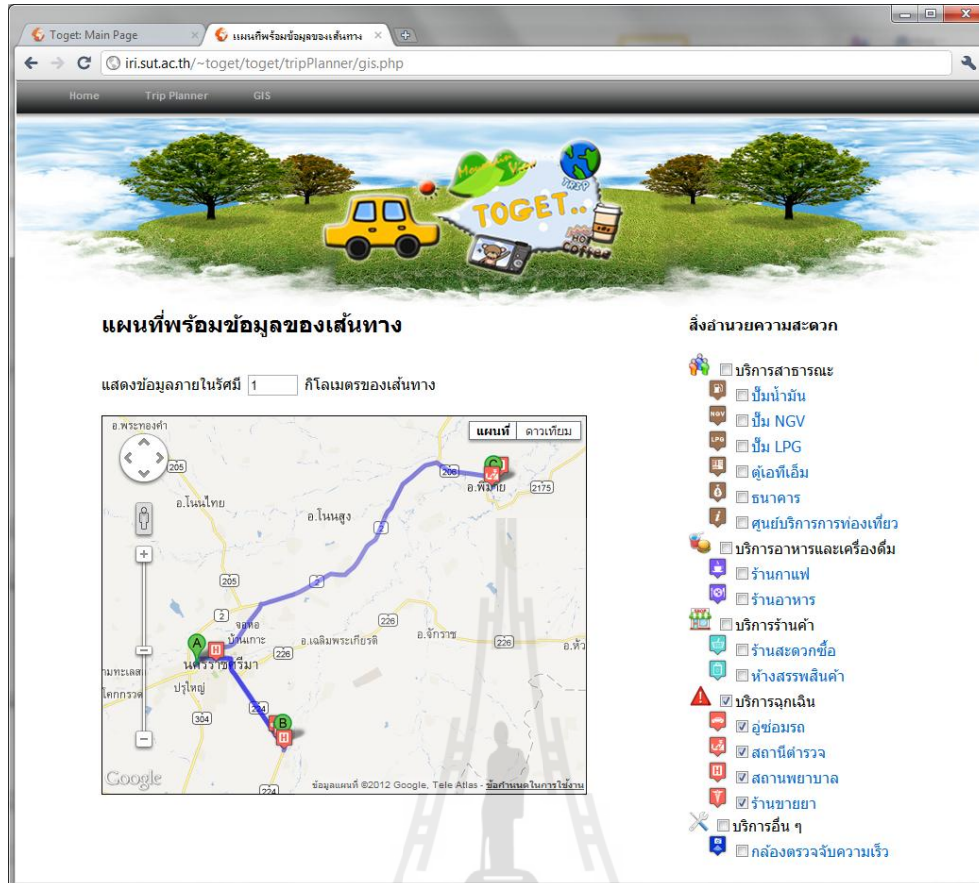 Toget: Main Page
แผนที่พร้อมข้อมูลของเส้นทาง
iri.sut.ac.th/~toget/toget/tripPlanner/gis.php
Home Trip Planner GIS
Mountain View
TRIP
TOGET..
HOT
Coffee
แผนที่พร้อมข้อมูลของเส้นทาง
แสดงข้อมูลภายในรัศมี 1 กิโลเมตรของเส้นทาง
อ.พระทองคำ
แผนที่ ดาวเทียม
205
206
C
อ.พิมาย
2175
อ.โนนไทย
อ.โนนสูง
2
205
2
2
จอหอ
226
บ้านเกาะ
อ.เฉลิมพระเกียรติ
อ.จักราช
226
A
H
226
นครราชสีมา
ปรุใหญ่
โคกกรวด
304
224
B
H
Google
224
ข้อมูลแผนที่ ©2012 Google, Tele Atlas - ข้อกำหนดในการใช้งาน
สิ่งอำนวยความสะดวก
บริการสาธารณะ
ปั๊มน้ำมัน
NGV ปั๊ม NGV
LPG ปั๊ม LPG
ตู้เอทีเอ็ม
ธนาคาร
i ศูนย์บริการการท่องเที่ยว
บริการอาหารและเครื่องดื่ม
ร้านกาแฟ
ร้านอาหาร
บริการร้านค้า
ร้านสะดวกซื้อ
ห้างสรรพสินค้า
บริการฉุกเฉิน
อู่ซ่อมรถ
สถานีตำรวจ
H สถานพยาบาล
ร้านขายยา
บริการอื่น ๆ
กล้องตรวจจับความเร็ว